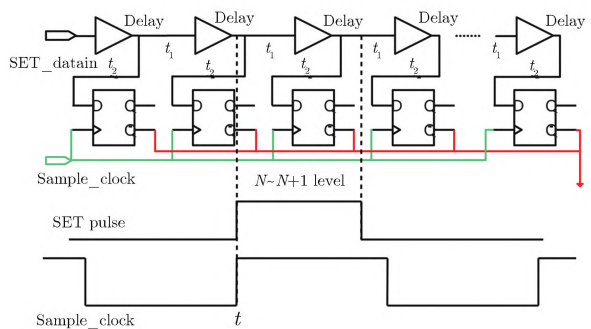 Delay Delay Delay Delay Delay
t₁ t₁ t₁ t₁
SET_datain t₂ t₂ t₂ t₂ t₂
Sample_clock
N~N+1 level
SET pulse
Sample_clock t